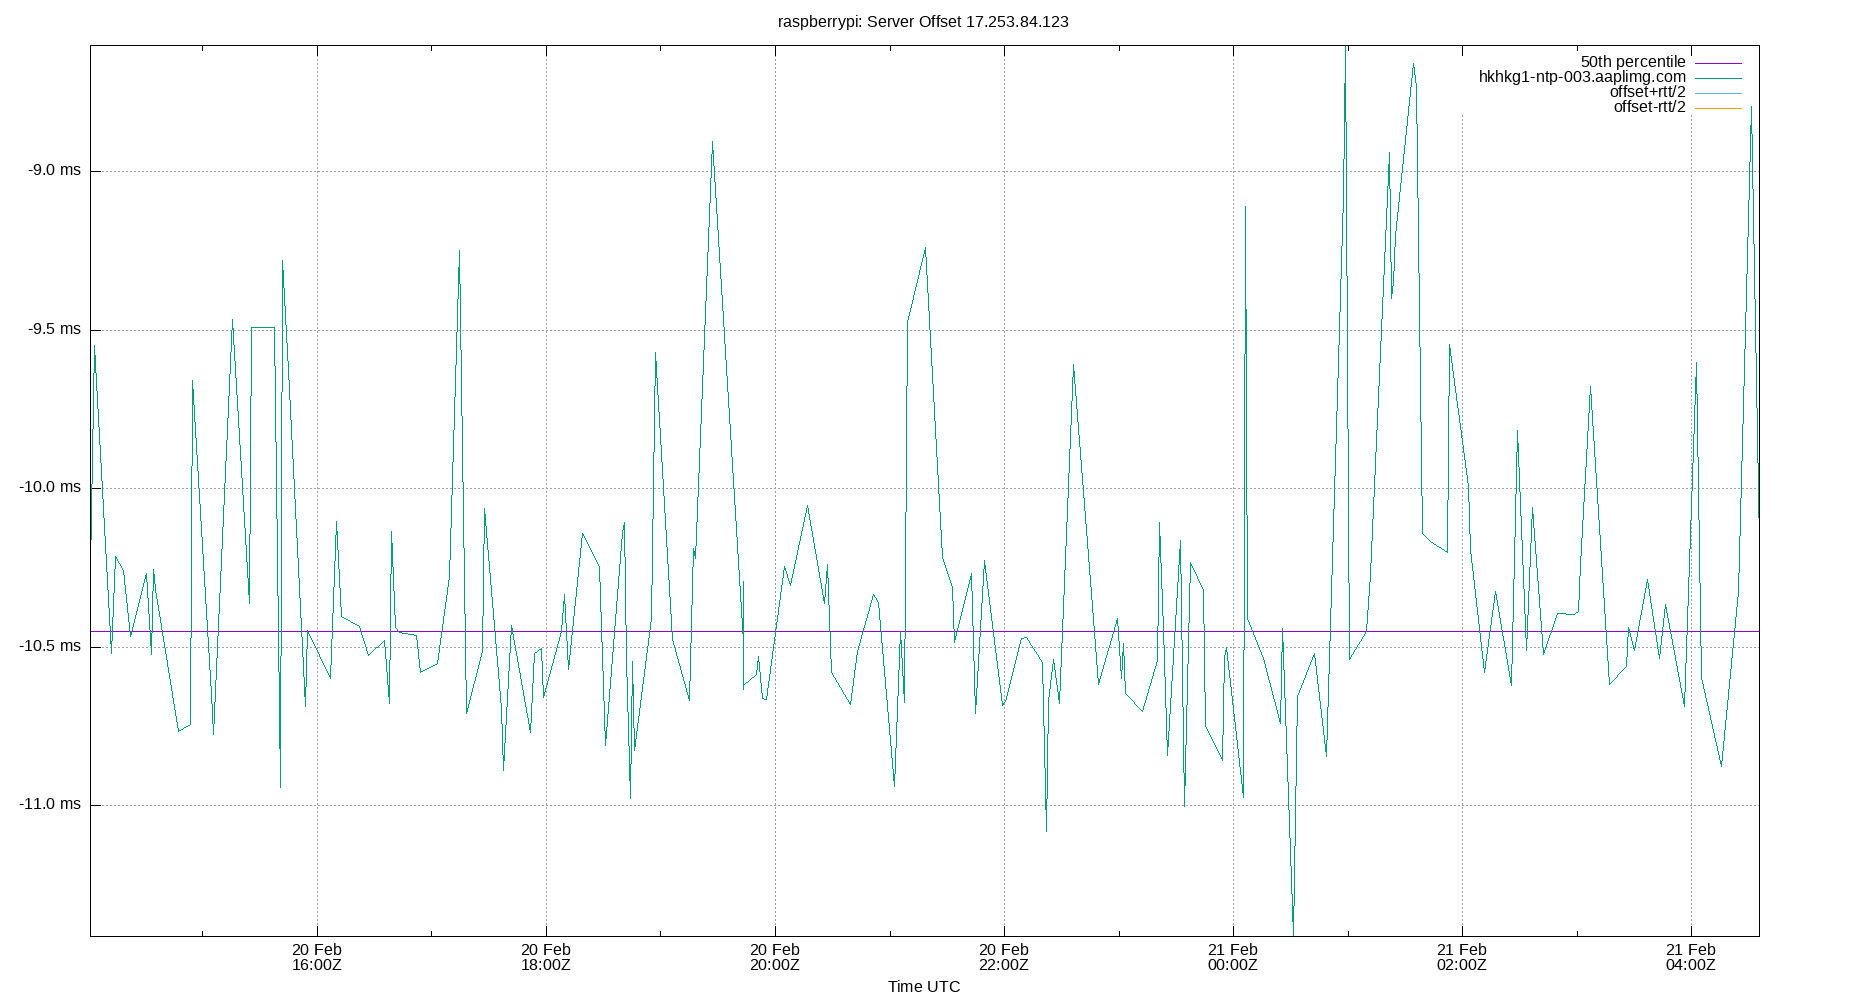 raspberrypi: Server Offset 17.253.84.123
50th percentile
hkhkg1-ntp-003.aaplimg.com
offset+rtt/2
offset-rtt/2
-9.0 ms
-9.5 ms
-10.0 ms
-10.5 ms
-11.0 ms
20 Feb 20 Feb 20 Feb 20 Feb 21 Feb 21 Feb 21 Feb
16:00Z 18:00Z 20:00Z 22:00Z 00:00Z 02:00Z 04:00Z
Time UTC